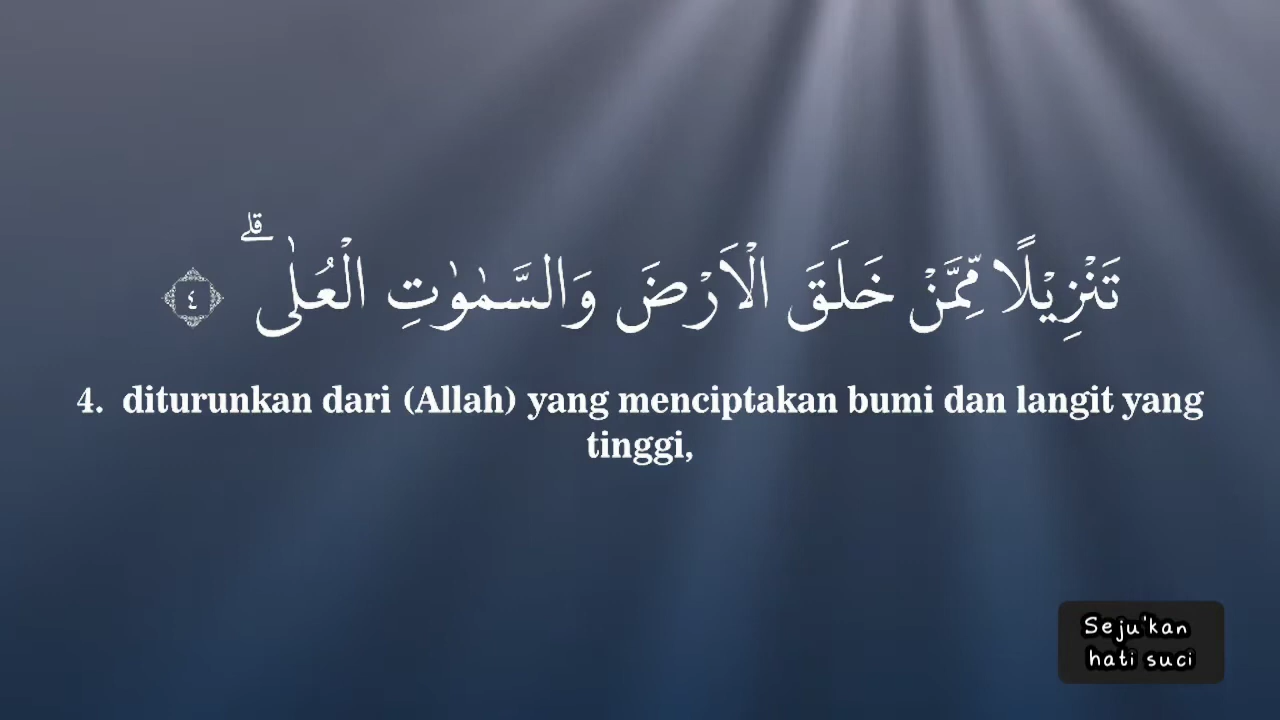 تَنْزِيْلًا مِّمَّنْ خَلَقَ الْاَرْضَ وَالسَّمٰوٰتِ الْعُلٰىۗ ٤
4. diturunkan dari (Allah) yang menciptakan bumi dan langit yang
tinggi,
Seju'kan
hati suci